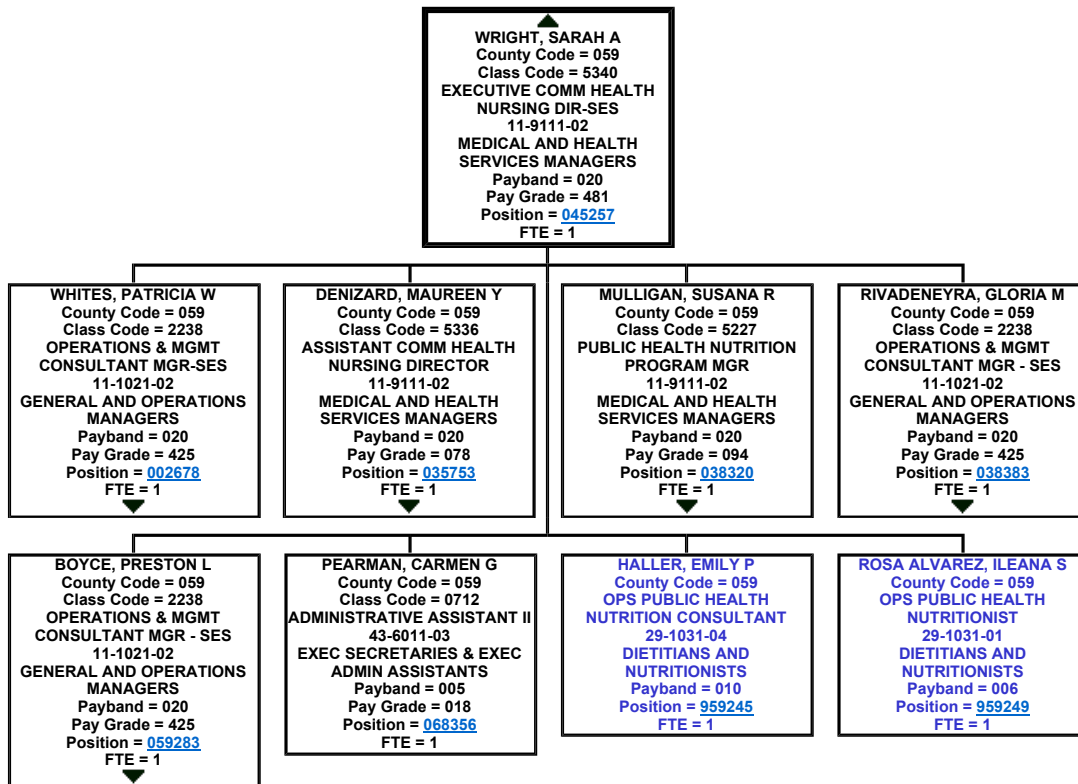 WRIGHT, SARAH A
County Code = 059
Class Code = 5340
EXECUTIVE COMM HEALTH
NURSING DIR-SES
11-9111-02
MEDICAL AND HEALTH
SERVICES MANAGERS
Payband = 020
Pay Grade = 481
Position = 045257
FTE = 1
WHITES, PATRICIA W
County Code = 059
Class Code = 2238
OPERATIONS & MGMT
CONSULTANT MGR-SES
11-1021-02
GENERAL AND OPERATIONS
MANAGERS
Payband = 020
Pay Grade = 425
Position = 002678
FTE = 1
DENIZARD, MAUREEN Y
County Code = 059
Class Code = 5336
ASSISTANT COMM HEALTH
NURSING DIRECTOR
11-9111-02
MEDICAL AND HEALTH
SERVICES MANAGERS
Payband = 020
Pay Grade = 078
Position = 035753
FTE = 1
MULLIGAN, SUSANA R
County Code = 059
Class Code = 5227
PUBLIC HEALTH NUTRITION
PROGRAM MGR
11-9111-02
MEDICAL AND HEALTH
SERVICES MANAGERS
Payband = 020
Pay Grade = 094
Position = 038320
FTE = 1
RIVADENEYRA, GLORIA M
County Code = 059
Class Code = 2238
OPERATIONS & MGMT
CONSULTANT MGR - SES
11-1021-02
GENERAL AND OPERATIONS
MANAGERS
Payband = 020
Pay Grade = 425
Position = 038383
FTE = 1
BOYCE, PRESTON L
County Code = 059
Class Code = 2238
OPERATIONS & MGMT
CONSULTANT MGR - SES
11-1021-02
GENERAL AND OPERATIONS
MANAGERS
Payband = 020
Pay Grade = 425
Position = 059283
FTE = 1
PEARMAN, CARMEN G
County Code = 059
Class Code = 0712
ADMINISTRATIVE ASSISTANT II
43-6011-03
EXEC SECRETARIES & EXEC
ADMIN ASSISTANTS
Payband = 005
Pay Grade = 018
Position = 068356
FTE = 1
HALLER, EMILY P
County Code = 059
OPS PUBLIC HEALTH
NUTRITION CONSULTANT
29-1031-04
DIETITIANS AND
NUTRITIONISTS
Payband = 010
Position = 959245
FTE = 1
ROSA ALVAREZ, ILEANA S
County Code = 059
OPS PUBLIC HEALTH
NUTRITIONIST
29-1031-01
DIETITIANS AND
NUTRITIONISTS
Payband = 006
Position = 959249
FTE = 1